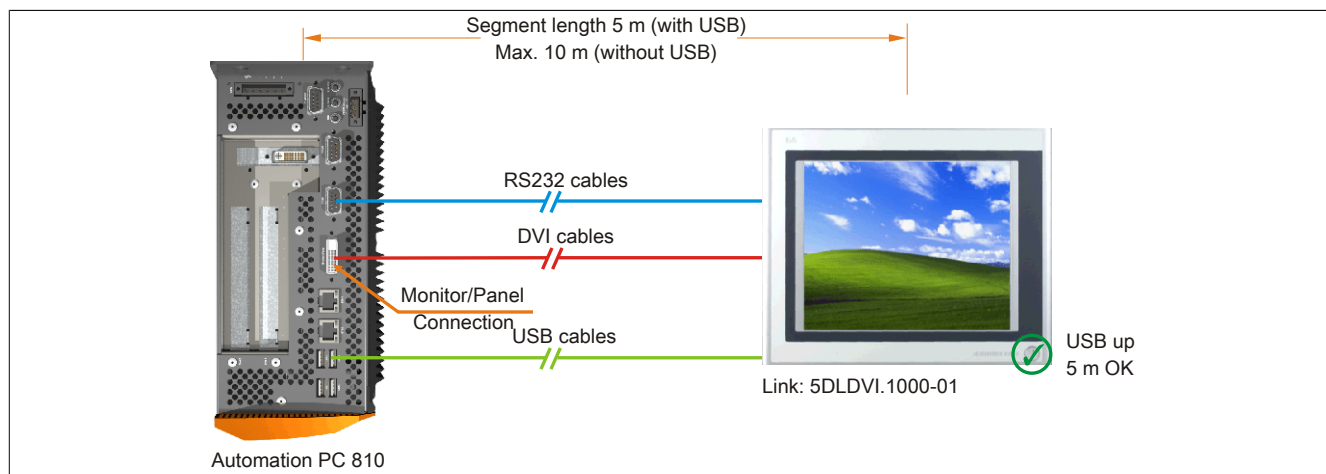 Segment length 5 m (with USB)
Max. 10 m (without USB)
RS232 cables
DVI cables
Monitor/Panel
Connection
USB cables
USB up
5 m OK
Link: 5DLDVI.1000-01
Automation PC 810